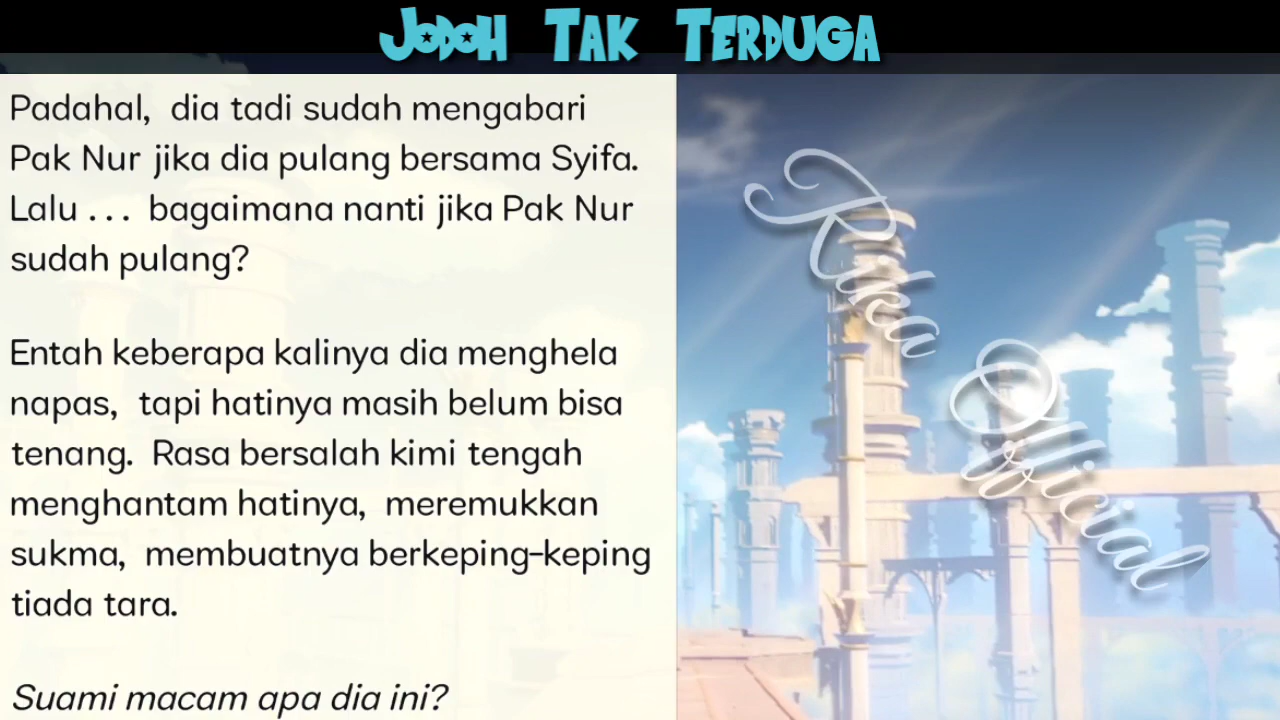 Jodoh Tak Terduga
Padahal, dia tadi sudah mengabari
Pak Nur jika dia pulang bersama Syifa.
Lalu . . . bagaimana nanti jika Pak Nur
sudah pulang?
Entah keberapa kalinya dia menghela
napas, tapi hatinya masih belum bisa
tenang. Rasa bersalah kimi tengah
menghantam hatinya, meremukkan
sukma, membuatnya berkeping-keping
tiada tara.
Suami macam apa dia ini?
Rika Official